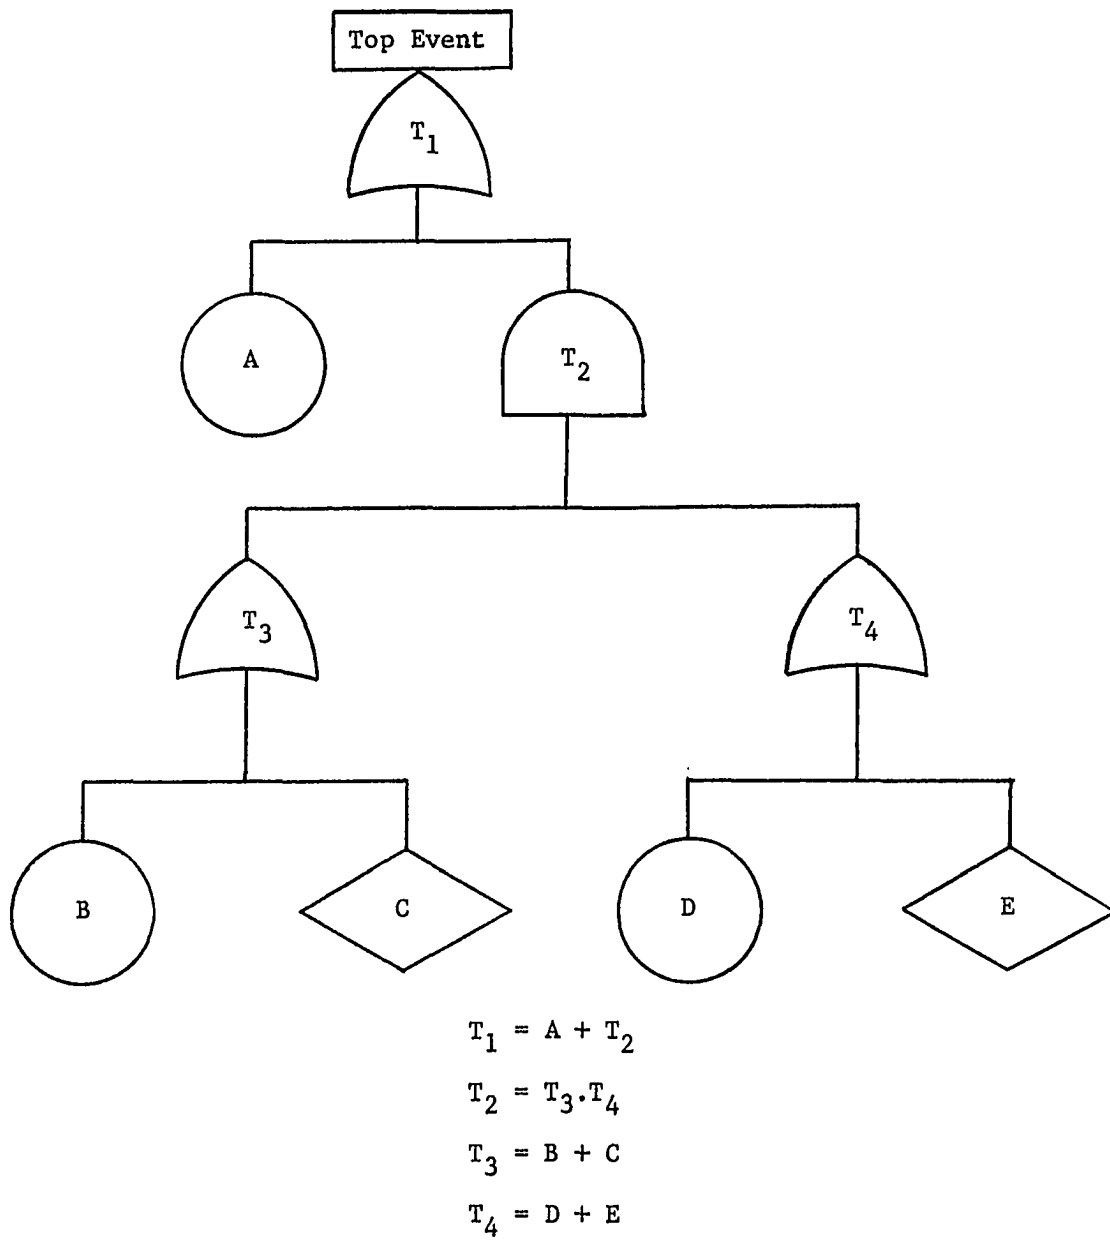 Top Event
T1
A
T2
T3
T4
B
C
D
E
T1 = A + T2
T2 = T3.T4
T3 = B + C
T4 = D + E